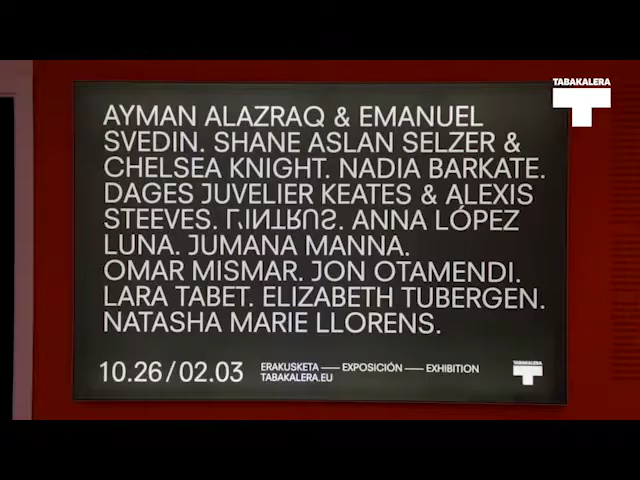 TABAKALERA
AYMAN ALAZRAQ & EMANUEL
SVEDIN. SHANE ASLAN SELZER &
CHELSEA KNIGHT. NADIA BARKATE.
DAGES JUVELIER KEATES & ALEXIS
STEEVES. L'INTRUS. ANNA LÓPEZ
LUNA. JUMANA MANNA.
OMAR MISMAR. JON OTAMENDI.
LARA TABET. ELIZABETH TUBERGEN.
NATASHA MARIE LLORENS.
10.26/02.03
ERAKUSKETA — EXPOSICIÓN — EXHIBITION
TABAKALERA.EU
TABAKALERA